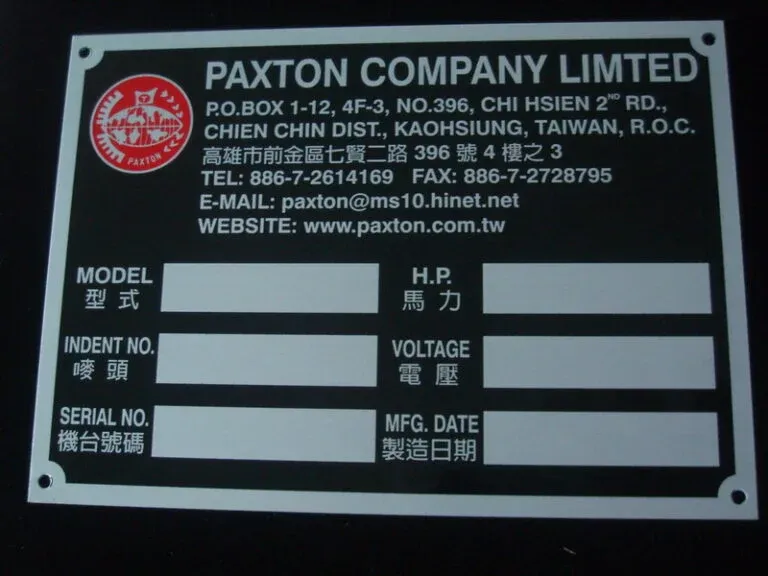 PAXTON COMPANY LIMTED
P.O.BOX 1-12, 4F-3, NO.396, CHI HSIEN 2ND RD.,
CHIEN CHIN DIST., KAOHSIUNG, TAIWAN, R.O.C.
高雄市前金區七賢二路 396 號 4 樓之 3
TEL: 886-7-2614169 FAX: 886-7-2728795
E-MAIL: paxton@ms10.hinet.net
WEBSITE: www.paxton.com.tw
PAXTON
MODEL H.P.
型式 馬力
INDENT NO. VOLTAGE
嘜頭 電壓
SERIAL NO. MFG. DATE
機台號碼 製造日期